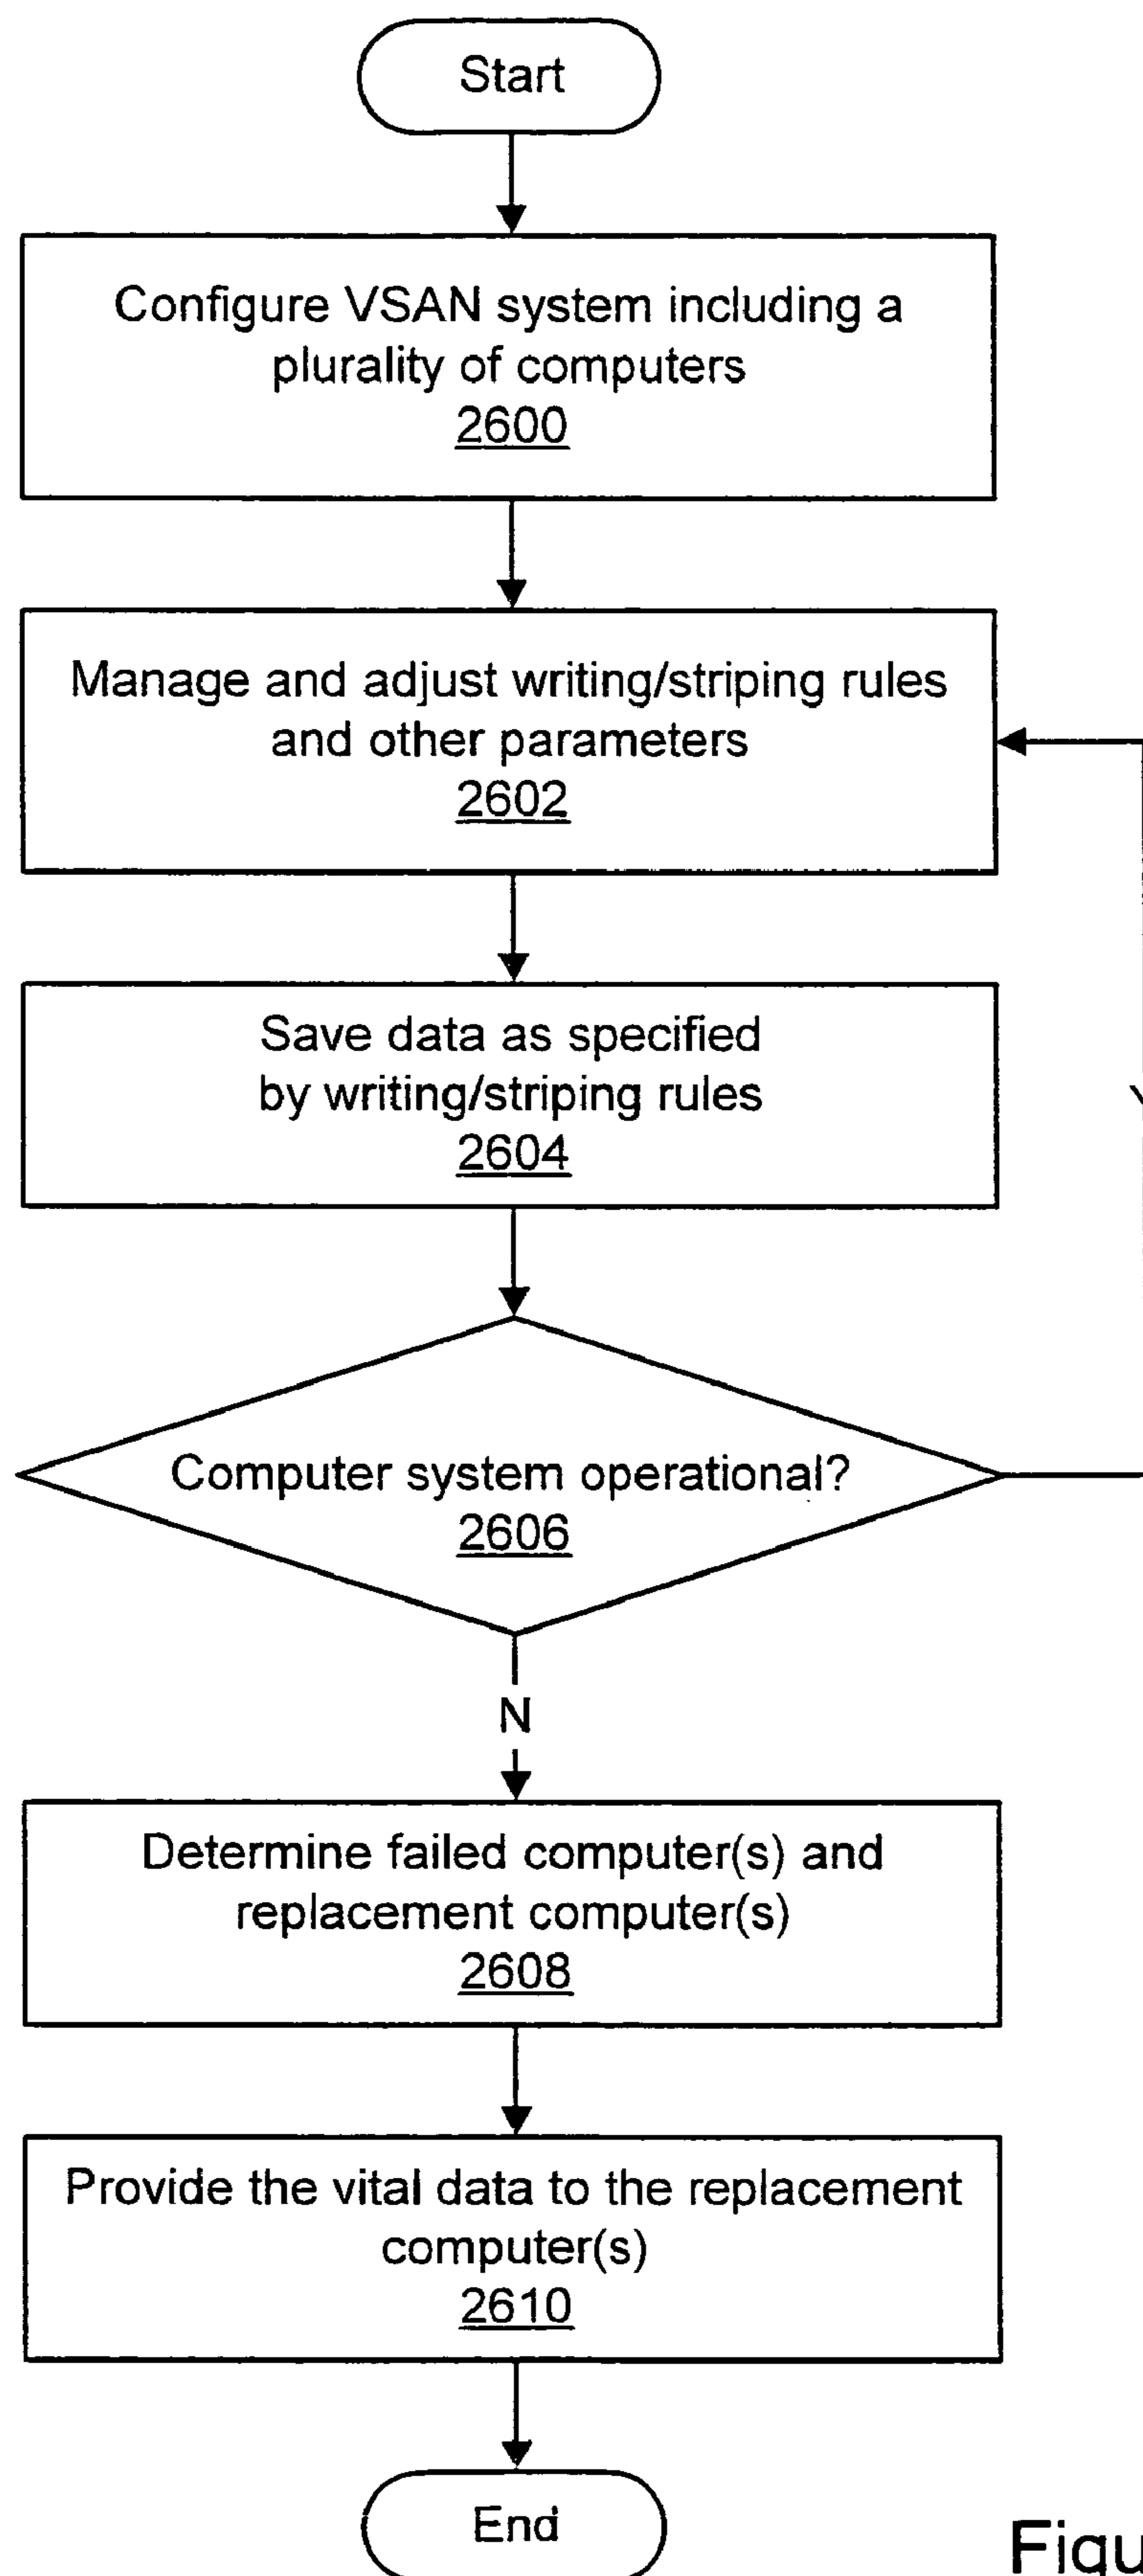 Start
Configure VSAN system including a
plurality of computers
2600
Manage and adjust writing/striping rules
and other parameters
2602
Save data as specified
by writing/striping rules
2604
Computer system operational?
2606
N
Determine failed computer(s) and
replacement computer(s)
2608
Provide the vital data to the replacement
computer(s)
2610
End